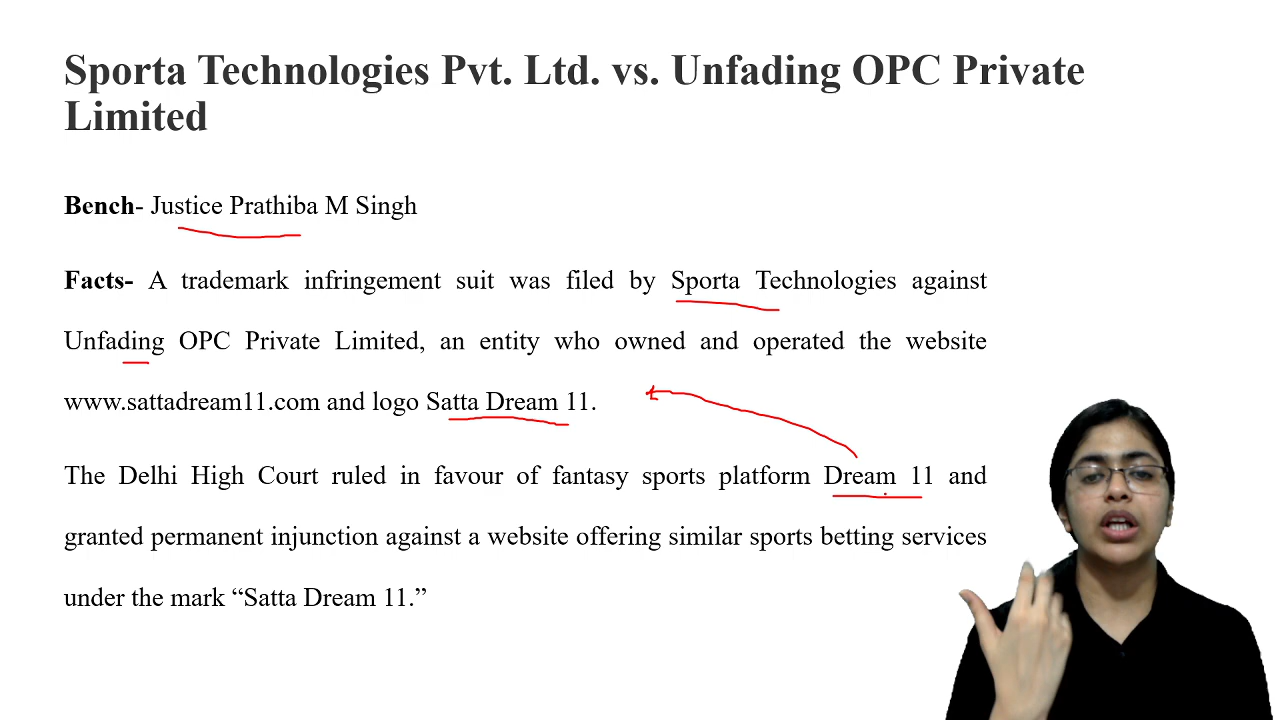 Sporta Technologies Pvt. Ltd. vs. Unfading OPC Private
Limited
Bench- Justice Prathiba M Singh
Facts- A trademark infringement suit was filed by Sporta Technologies against
Unfading OPC Private Limited, an entity who owned and operated the website
www.sattadream11.com and logo Satta Dream 11.
The Delhi High Court ruled in favour of fantasy sports platform Dream 11 and
granted permanent injunction against a website offering similar sports betting services
under the mark “Satta Dream 11.”